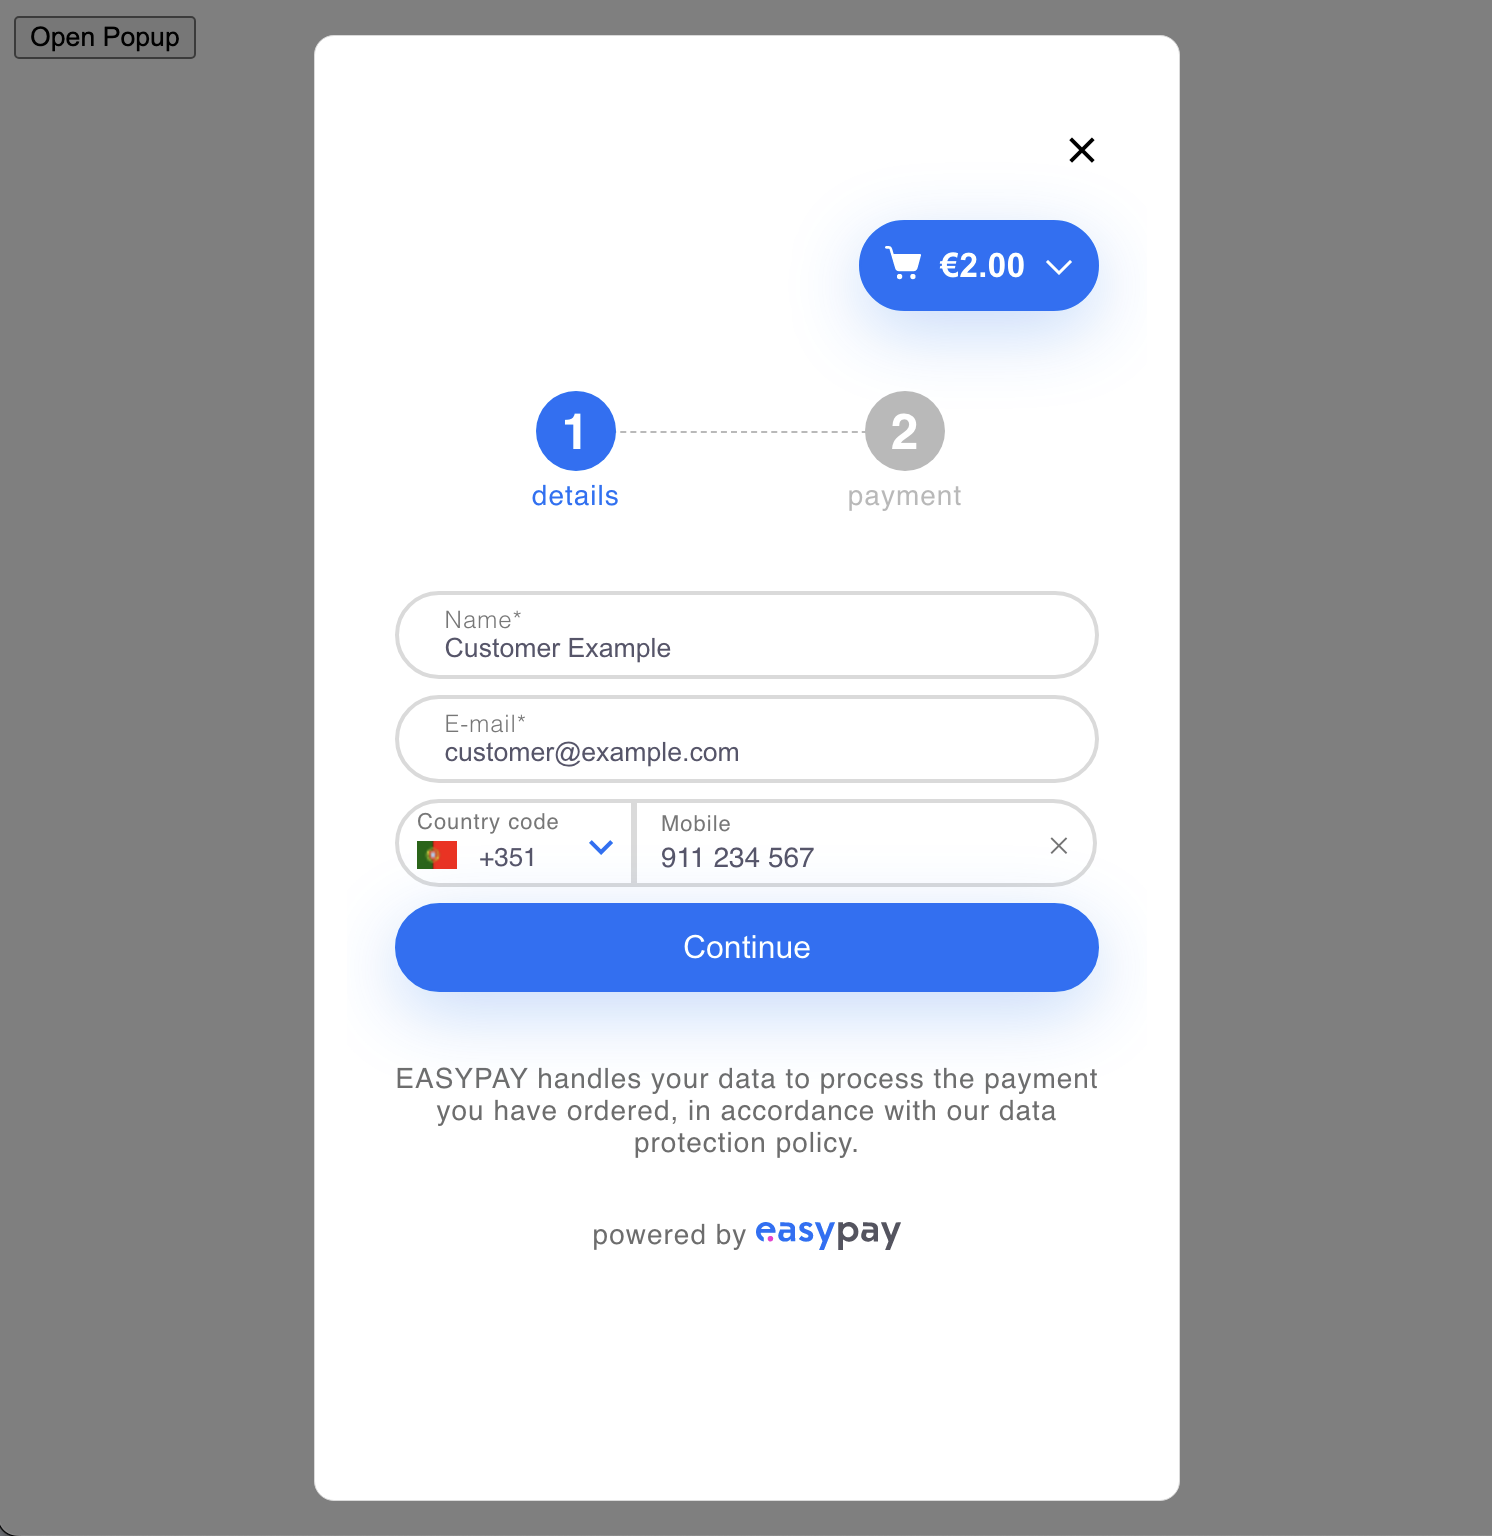 Open Popup
€2.00
1
2
details
payment
Name*
Customer Example
E-mail*
customer@example.com
Country code
+351
Mobile
911 234 567
Continue
EASYPAY handles your data to process the payment
you have ordered, in accordance with our data
protection policy.
powered by easypay